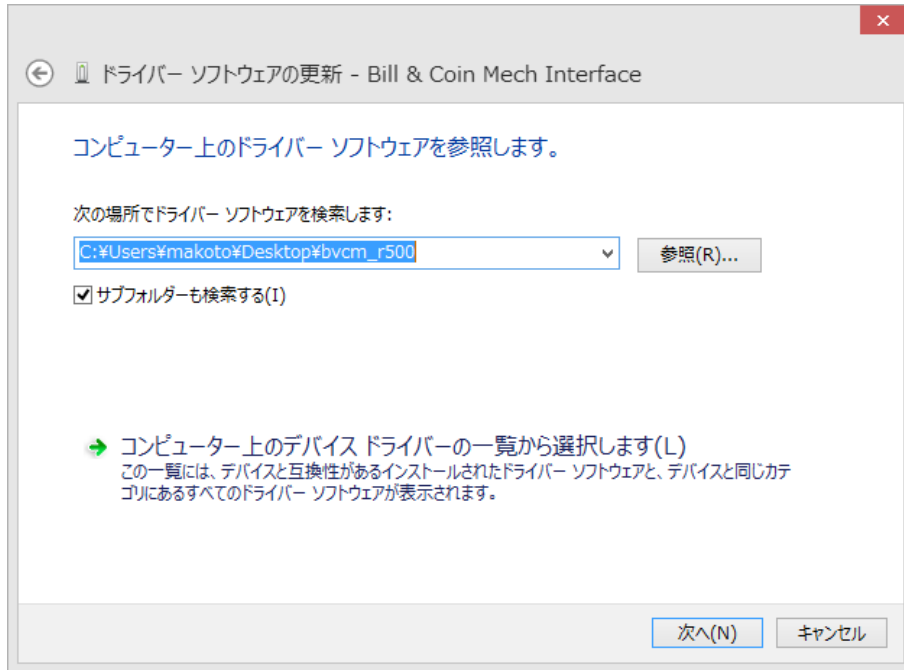 ドライバー ソフトウェアの更新 - Bill & Coin Mech Interface
コンピューター上のドライバー ソフトウェアを参照します。
次の場所でドライバー ソフトウェアを検索します:
C:¥Users¥makoto¥Desktop¥bvcm_r500
参照(R)...
サブフォルダーも検索する(I)
コンピューター上のデバイス ドライバーの一覧から選択します(L)
この一覧には、デバイスと互換性があるインストールされたドライバー ソフトウェアと、デバイスと同じカテ
ゴリにあるすべてのドライバー ソフトウェアが表示されます。
次へ(N)
キャンセル